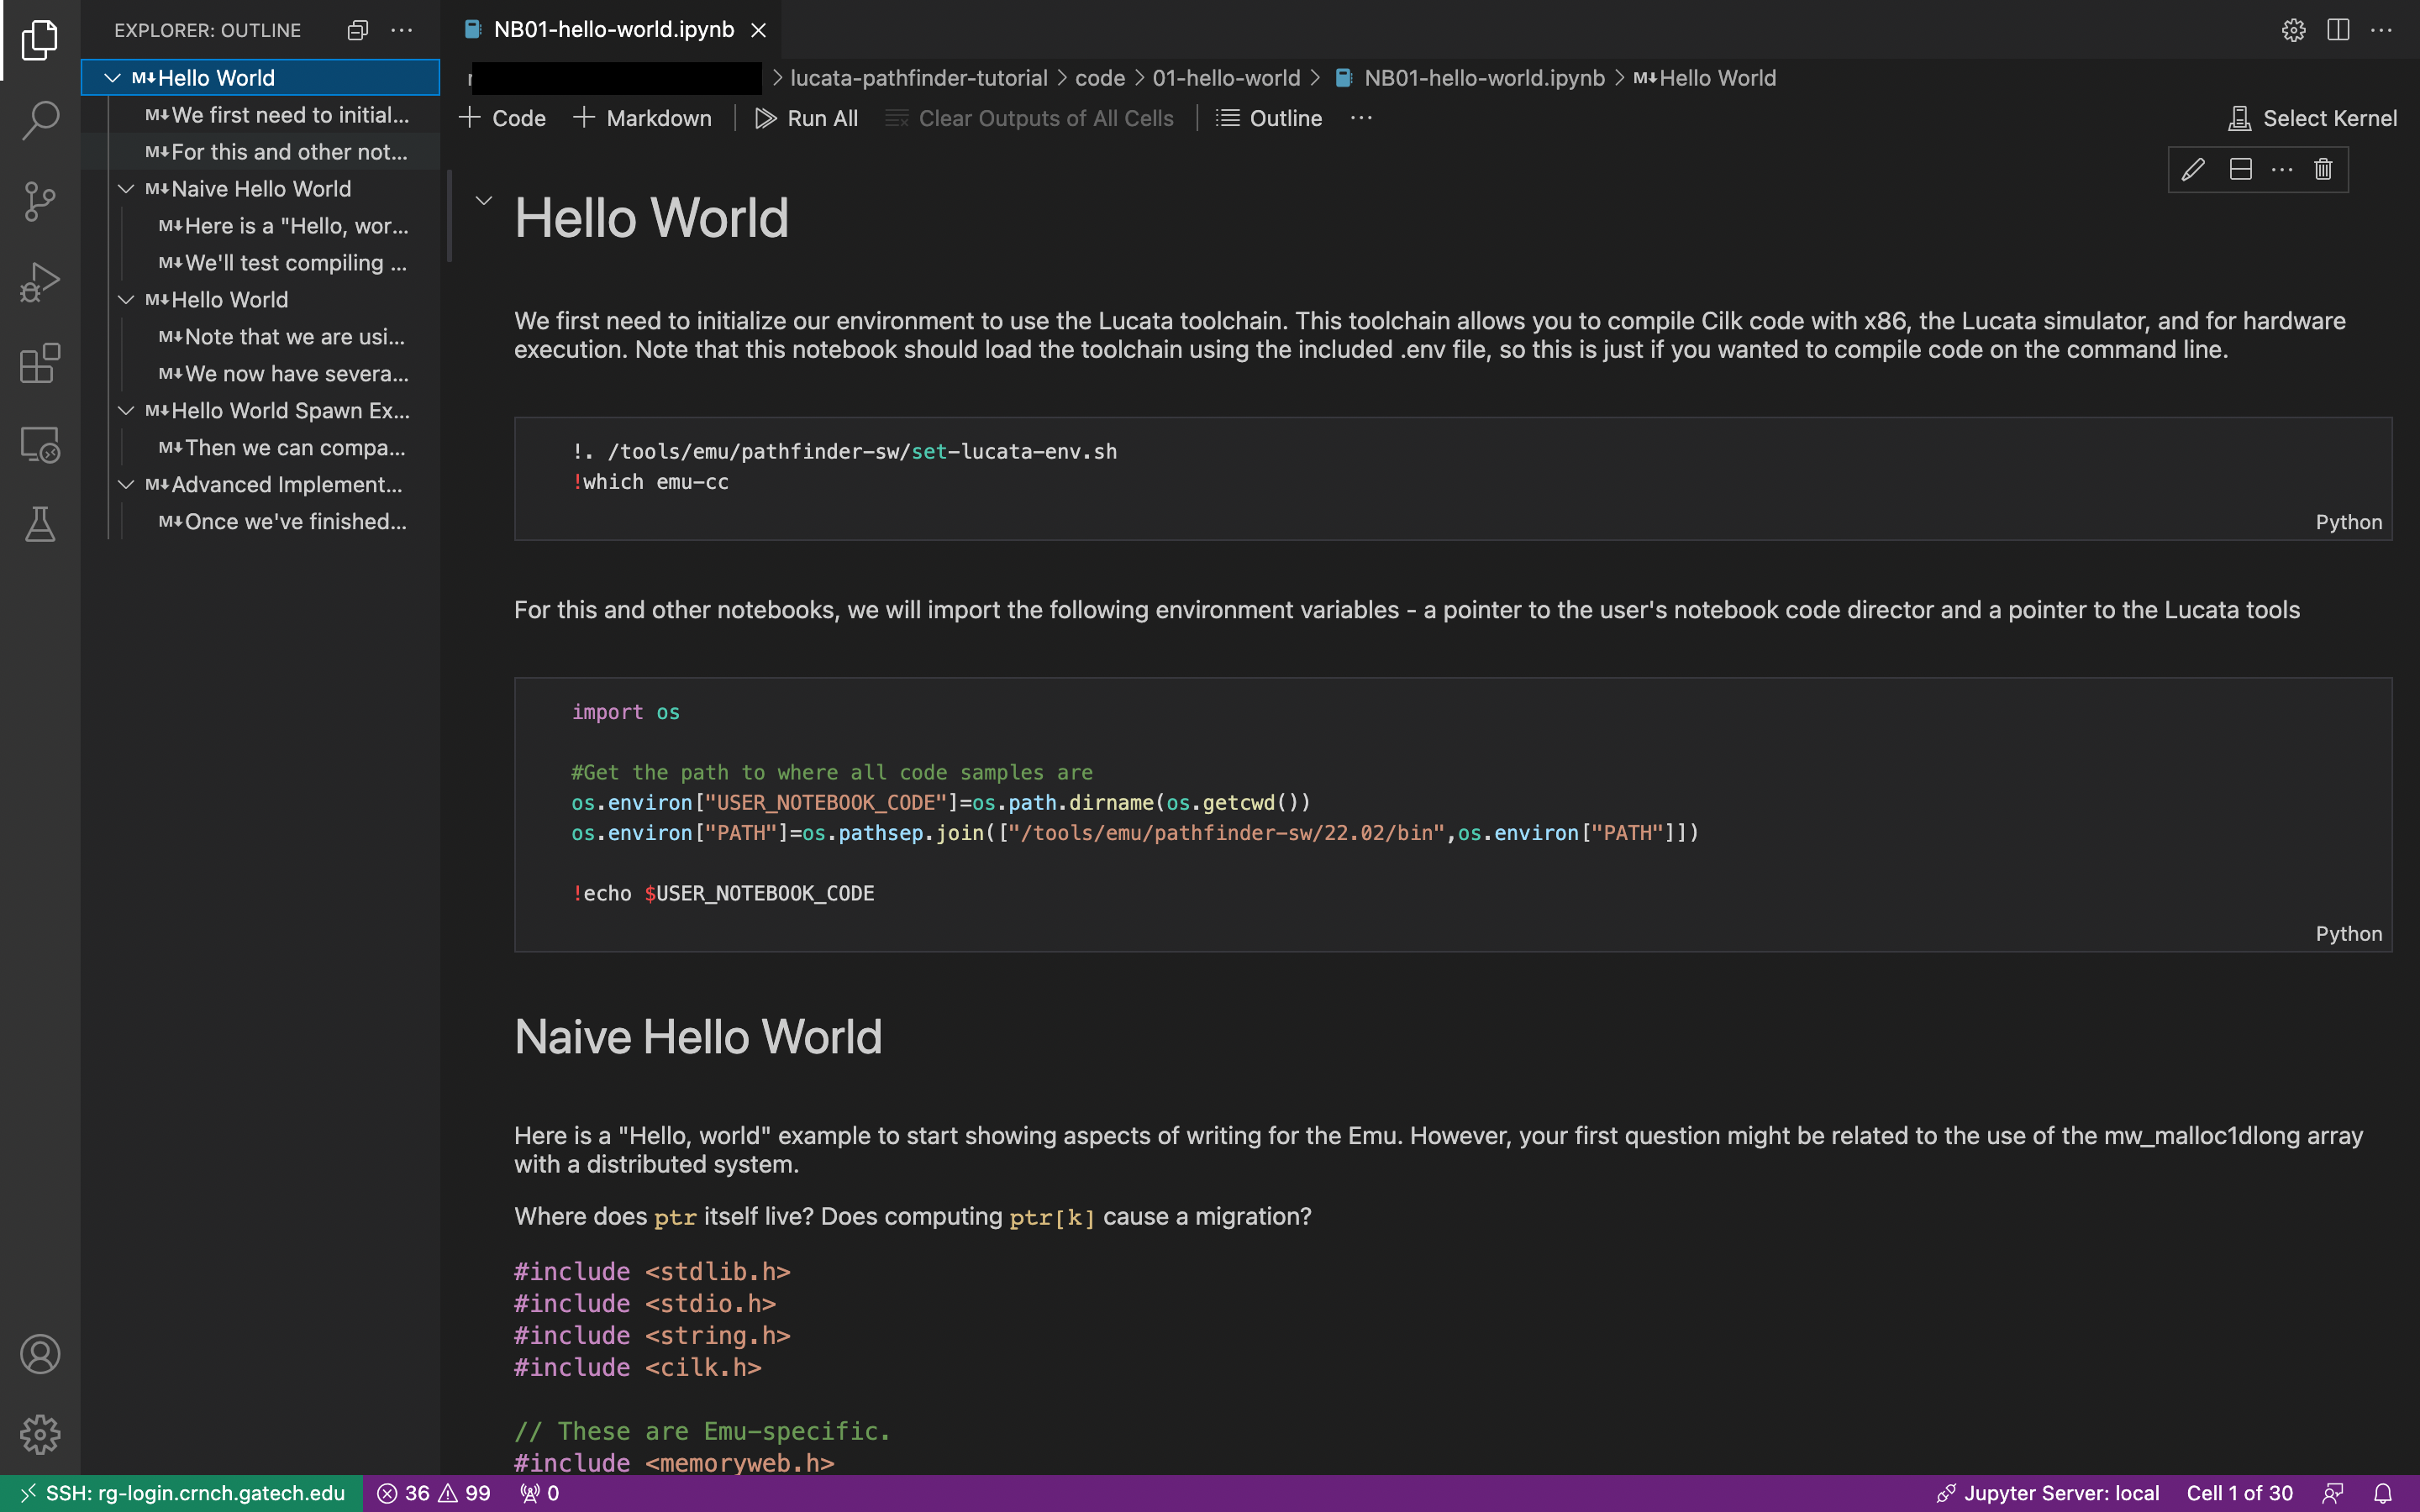 EXPLORER: OUTLINE
Hello World
We first need to initial...
For this and other not...
Naive Hello World
Here is a "Hello, wor...
We'll test compiling ...
Hello World
Note that we are usi...
We now have severa...
Hello World Spawn Ex...
Then we can compa...
Advanced Implement...
Once we've finished...
NB01-hello-world.ipynb
lucata-pathfinder-tutorial > code > 01-hello-world > NB01-hello-world.ipynb > M↓Hello World
+ Code + Markdown Run All Clear Outputs of All Cells Outline ... Select Kernel
Hello World
We first need to initialize our environment to use the Lucata toolchain. This toolchain allows you to compile Cilk code with x86, the Lucata simulator, and for hardware
execution. Note that this notebook should load the toolchain using the included .env file, so this is just if you wanted to compile code on the command line.
!. /tools/emu/pathfinder-sw/set-lucata-env.sh
!which emu-cc
Python
For this and other notebooks, we will import the following environment variables - a pointer to the user's notebook code director and a pointer to the Lucata tools
import os
#Get the path to where all code samples are
os.environ["USER_NOTEBOOK_CODE"]=os.path.dirname(os.getcwd())
os.environ["PATH"]=os.pathsep.join(["/tools/emu/pathfinder-sw/22.02/bin",os.environ["PATH"]])
!echo $USER_NOTEBOOK_CODE
Python
Naive Hello World
Here is a "Hello, world" example to start showing aspects of writing for the Emu. However, your first question might be related to the use of the mw_malloc1dlong array
with a distributed system.
Where does ptr itself live? Does computing ptr[k] cause a migration?
#include <stdlib.h>
#include <stdio.h>
#include <string.h>
#include <cilk.h>
// These are Emu-specific.
#include <memoryweb.h>
SSH: rg-login.crnch.gatech.edu 36 99 0 Jupyter Server: local Cell 1 of 30